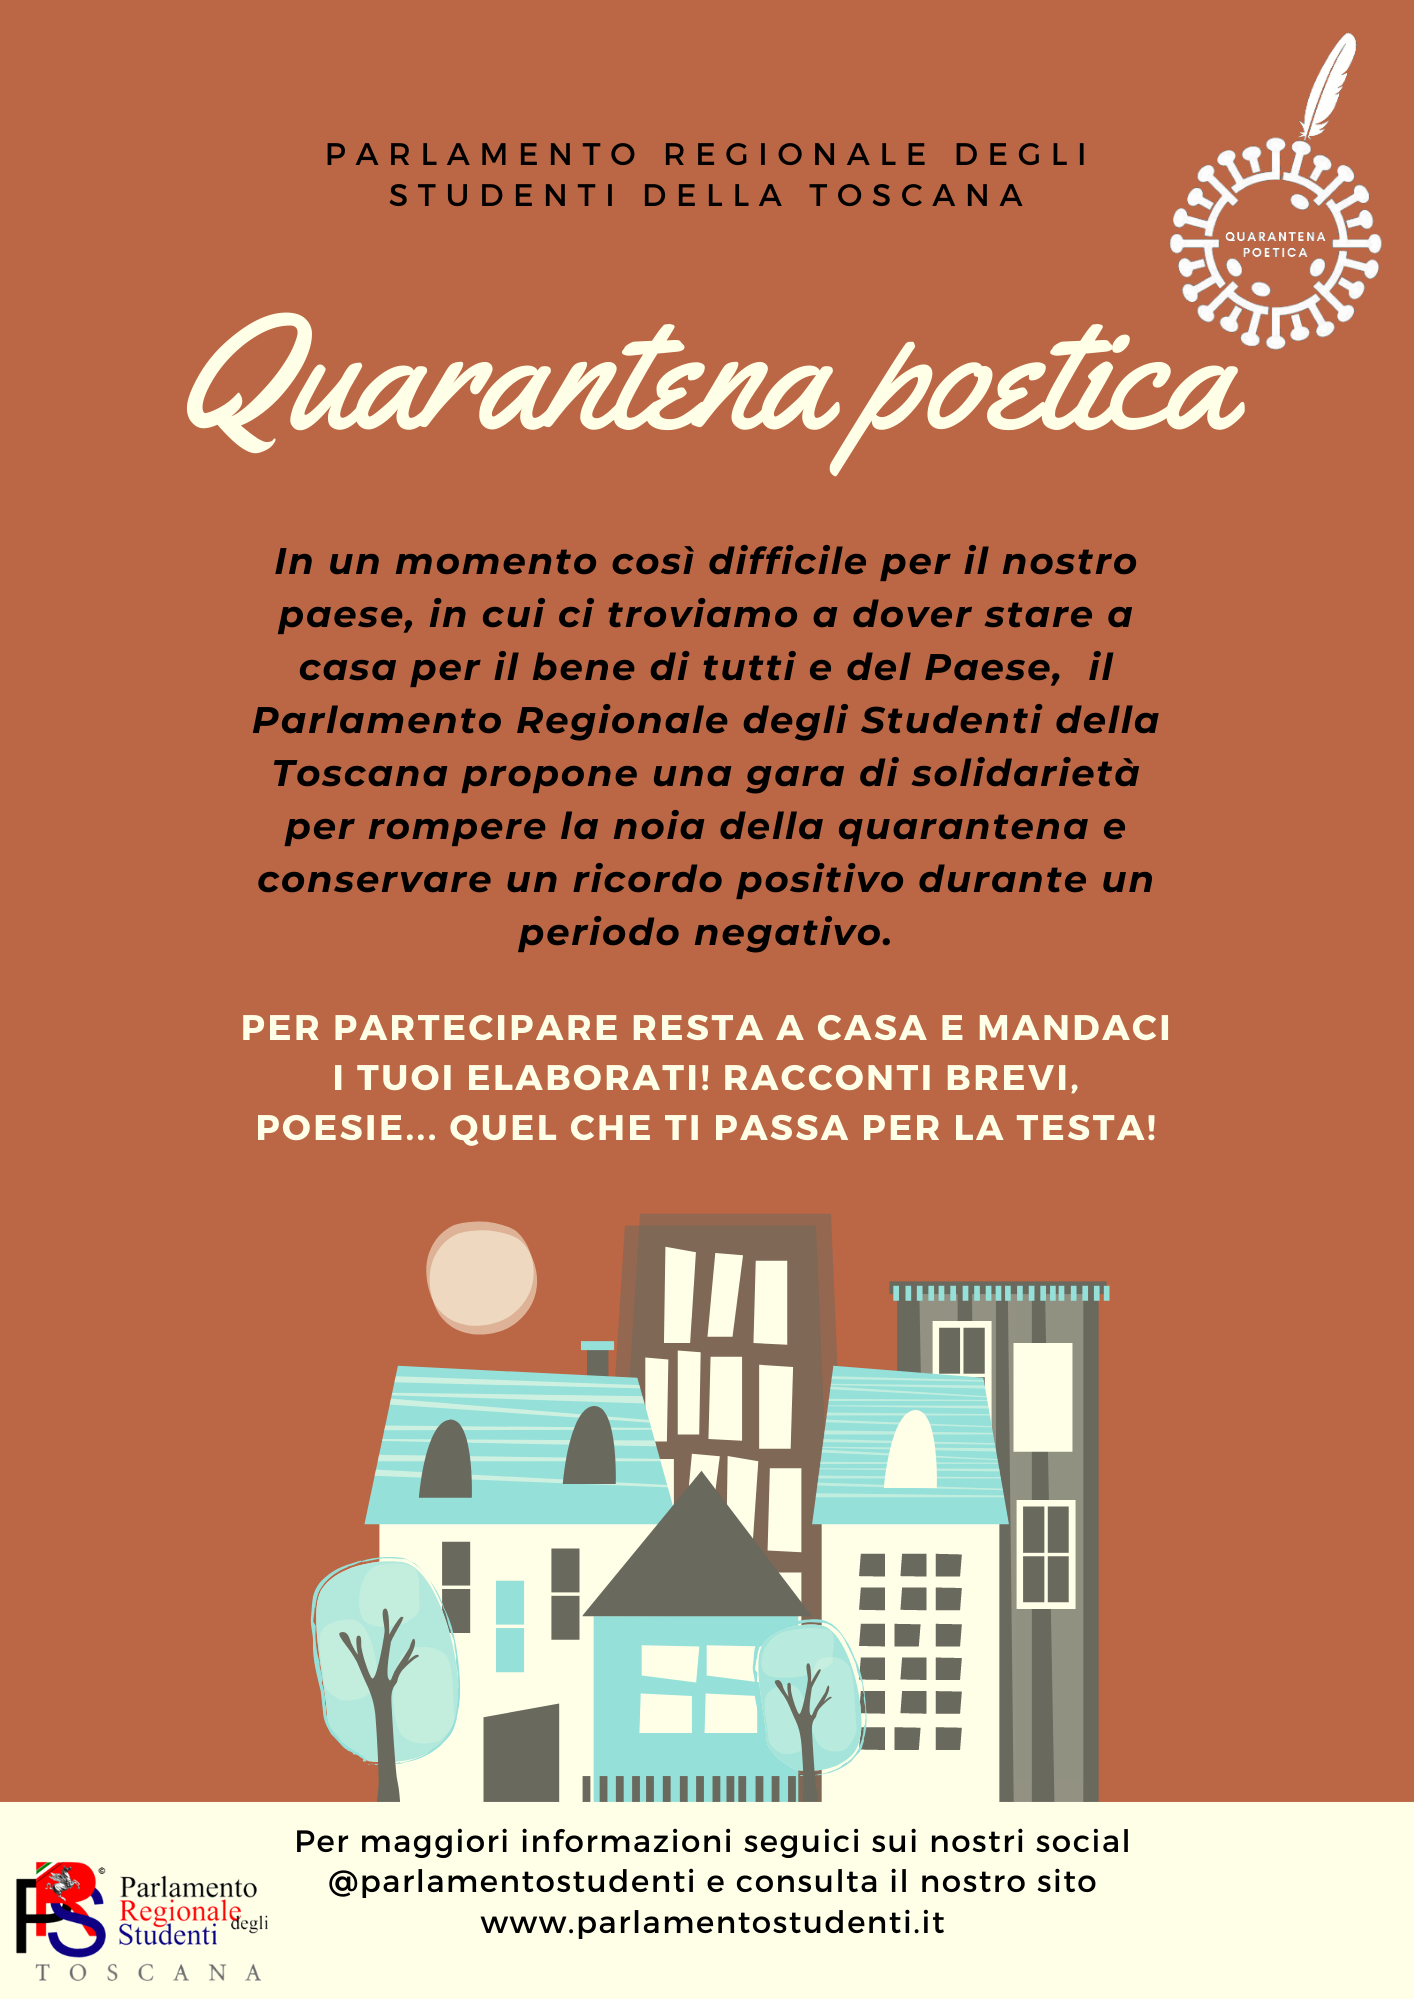 PARLAMENTO REGIONALE DEGLI
STUDENTI DELLA TOSCANA
QUARANTENA
POETICA
Quarantena poetica
In un momento così difficile per il nostro
paese, in cui ci troviamo a dover stare a
casa per il bene di tutti e del Paese,  il
Parlamento Regionale degli Studenti della
Toscana propone una gara di solidarietà
per rompere la noia della quarantena e
conservare un ricordo positivo durante un
periodo negativo.
PER PARTECIPARE RESTA A CASA E MANDACI
I TUOI ELABORATI! RACCONTI BREVI,
POESIE... QUEL CHE TI PASSA PER LA TESTA!
Per maggiori informazioni seguici sui nostri social
@parlamentostudenti e consulta il nostro sito
www.parlamentostudenti.it
PRS ©
Parlamento
Regionale
degli
Studenti
TOSCANA